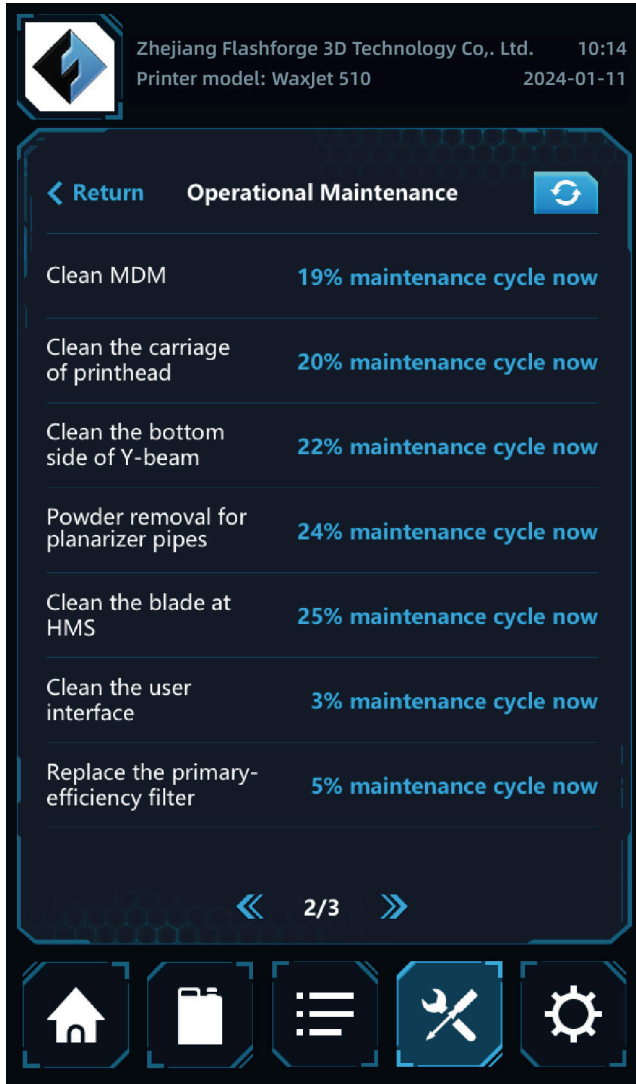 Zhejiang Flashforge 3D Technology Co,. Ltd. 10:14
Printer model: WaxJet 510 2024-01-11
Return Operational Maintenance
Clean MDM 19% maintenance cycle now
Clean the carriage
of printhead
20% maintenance cycle now
Clean the bottom
side of Y-beam
22% maintenance cycle now
Powder removal for
planarizer pipes
24% maintenance cycle now
Clean the blade at
HMS
25% maintenance cycle now
Clean the user
interface
3% maintenance cycle now
Replace the primary-
efficiency filter
5% maintenance cycle now
2/3